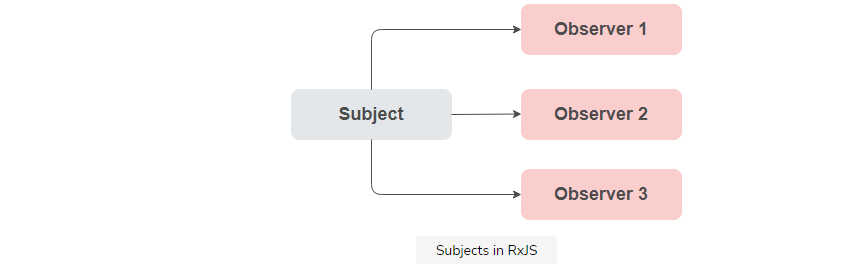 Observer 1
Subject
Observer 2
Observer 3
Subjects in RxJS